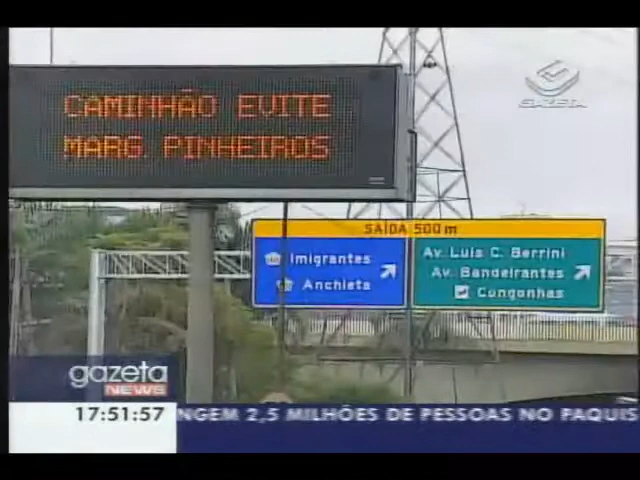 CAMINHÃO EVITE
MARG PINHEIROS
GAZETA
SAÍDA 500 m
Imigrantes
Anchieta
Av. Luis C. Berrini
Av. Bandeirantes
Congonhas
gazeta
NEWS
17:51:57
NGEM 2,5 MILHÕES DE PESSOAS NO PAQUIS